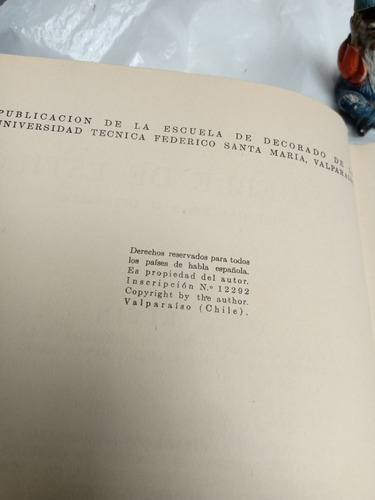 PUBLICACION DE LA ESCUELA DE DECORADO DE
UNIVERSIDAD TECNICA FEDERICO SANTA MARIA, VALPARAISO
Derechos reservados para todos
los países de habla española.
Es propiedad del autor.
Inscripción N.º 12292
Copyright by the author.
Valparaíso (Chile).